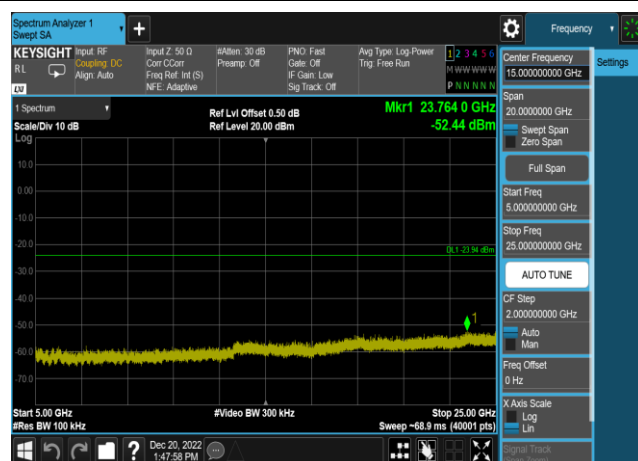 Spectrum Analyzer 1
Swept SA
Frequency
KEYSIGHT
RL
LXI
Input: RF
Coupling: DC
Align: Auto
Input Z: 50 Ω
Corr CCorr
Freq Ref: Int (S)
NFE: Adaptive
#Atten: 30 dB
Preamp: Off
PNO: Fast
Gate: Off
IF Gain: Low
Sig Track: Off
Avg Type: Log-Power
Trig: Free Run
1 2 3 4 5 6
M W W W W W
P N N N N N
1 Spectrum
Scale/Div 10 dB
Log
Ref Lvl Offset 0.50 dB
Ref Level 20.00 dBm
Mkr1 23.764 0 GHz
-52.44 dBm
10.0
0.00
-10.0
-20.0
DL1 -23.94 dBm
-30.0
-40.0
1
-50.0
-60.0
-70.0
Start 5.00 GHz
#Video BW 300 kHz
Stop 25.00 GHz
#Res BW 100 kHz
Sweep ~68.9 ms (40001 pts)
Dec 20, 2022
1:47:58 PM
Center Frequency
15.000000000 GHz
Settings
Span
20.0000000 GHz
Swept Span
Zero Span
Full Span
Start Freq
5.000000000 GHz
Stop Freq
25.000000000 GHz
AUTO TUNE
CF Step
2.000000000 GHz
Auto
Man
Freq Offset
0 Hz
X Axis Scale
Log
Lin
Signal Track